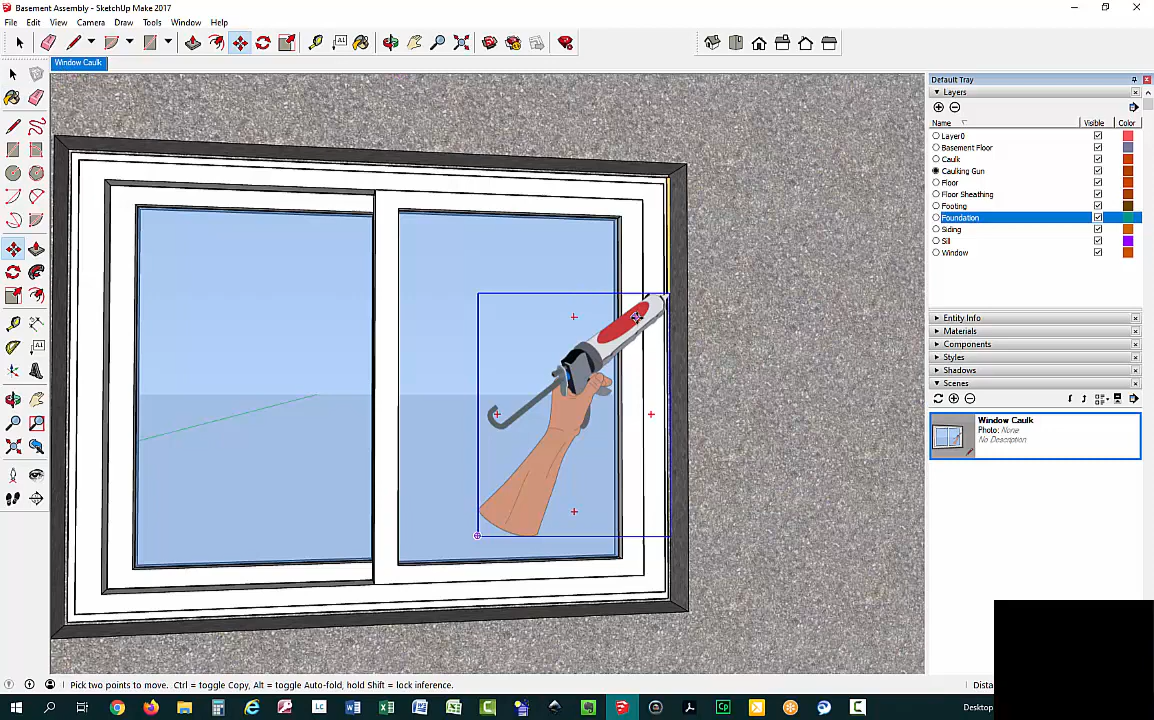 Basement Assembly - SketchUp Make 2017
File Edit View Camera Draw Tools Window Help
Window Caulk
Default Tray
Layers
Name Visible Color
Layer0
Basement Floor
Caulk
Caulking Gun
Floor
Floor Sheathing
Footing
Foundation
Siding
Sill
Window
Entity Info
Materials
Components
Styles
Shadows
Scenes
Window Caulk
Photo: None
No Description
Pick two points to move. Ctrl = toggle Copy, Alt = toggle Auto-fold, hold Shift = lock inference.
Dista
LC
Cp
Desktop